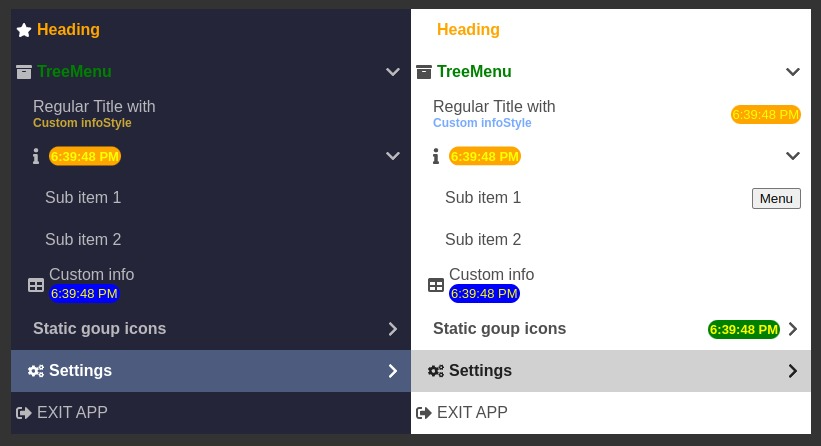 Heading
TreeMenu
Regular Title with
Custom infoStyle
6:39:48 PM
Sub item 1
Sub item 2
Custom info
6:39:48 PM
Static goup icons
Settings
EXIT APP
Heading
TreeMenu
Regular Title with
Custom infoStyle
6:39:48 PM
6:39:48 PM
Sub item 1
Menu
Sub item 2
Custom info
6:39:48 PM
Static goup icons
6:39:48 PM
Settings
EXIT APP